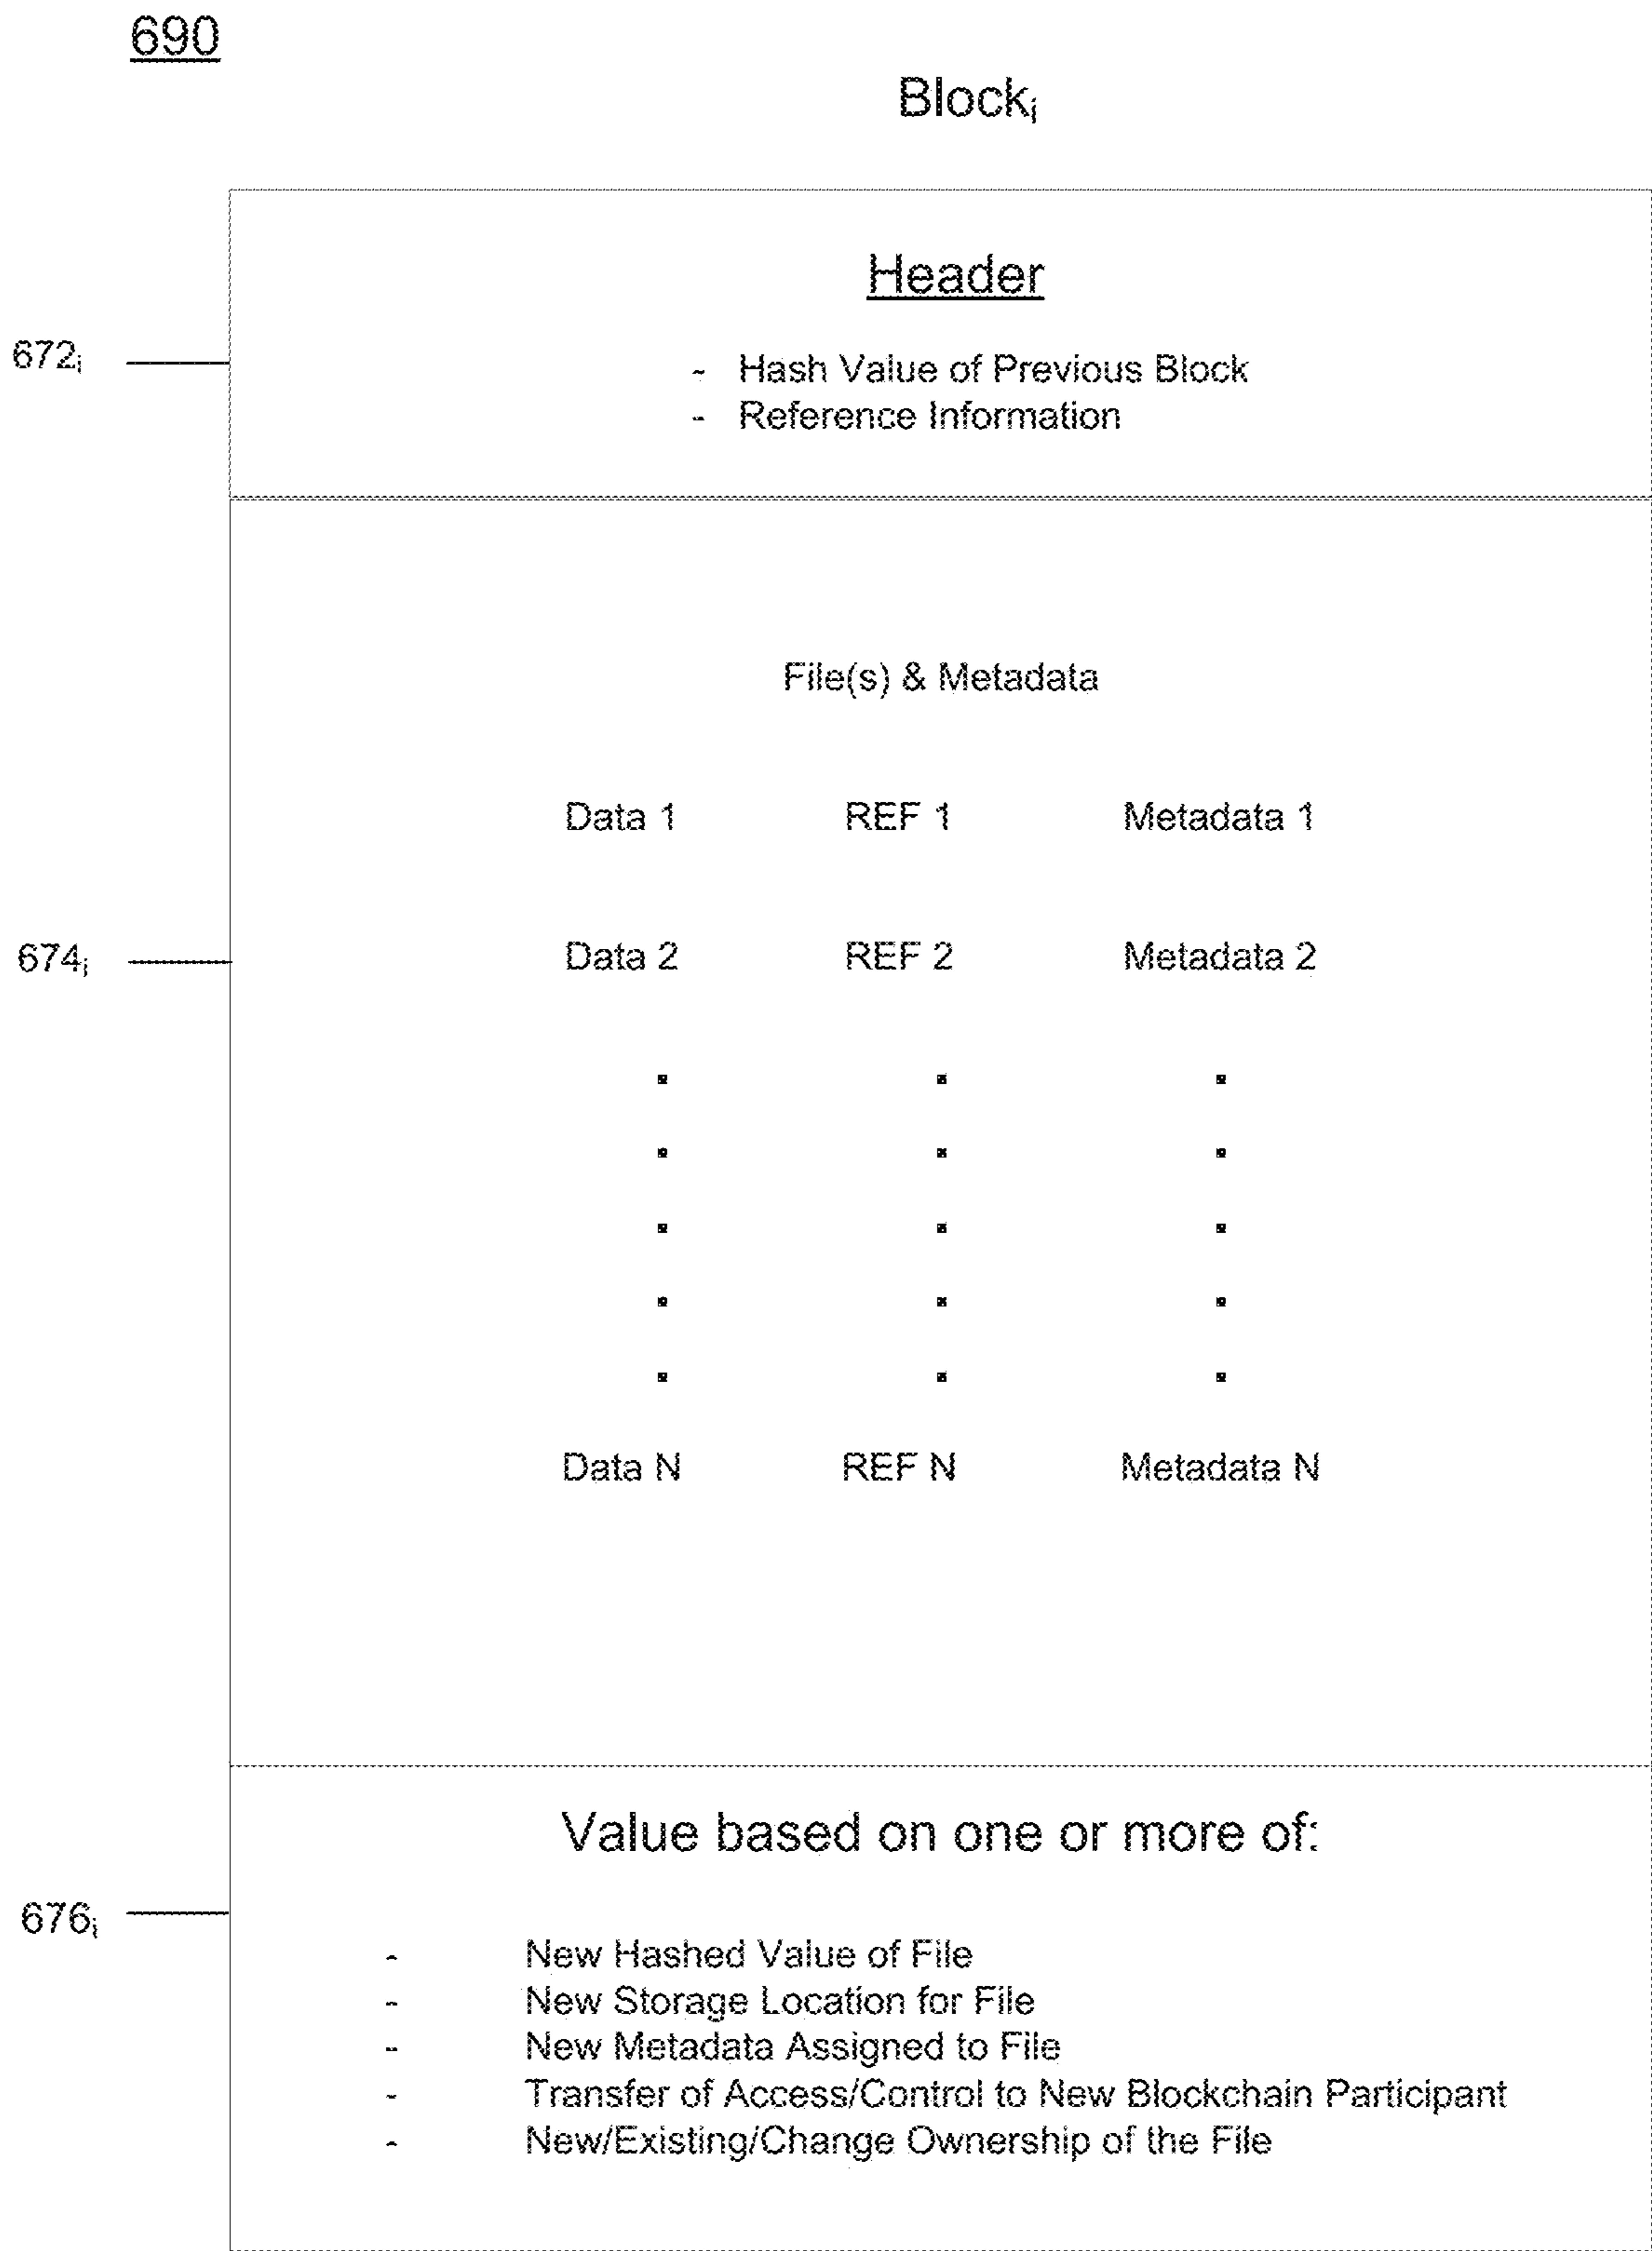 690
Blockᵢ
Header
672ᵢ
- Hash Value of Previous Block
- Reference Information
File(s) & Metadata
Data 1 REF 1 Metadata 1
674ᵢ
Data 2 REF 2 Metadata 2
Data N REF N Metadata N
Value based on one or more of:
676ᵢ
- New Hashed Value of File
- New Storage Location for File
- New Metadata Assigned to File
- Transfer of Access/Control to New Blockchain Participant
- New/Existing/Change Ownership of the File